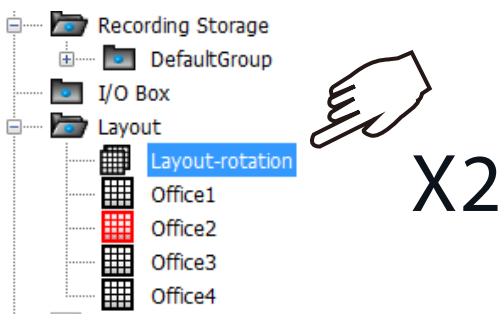 Recording Storage
DefaultGroup
I/O Box
Layout
Layout-rotation
X2
Office1
Office2
Office3
Office4